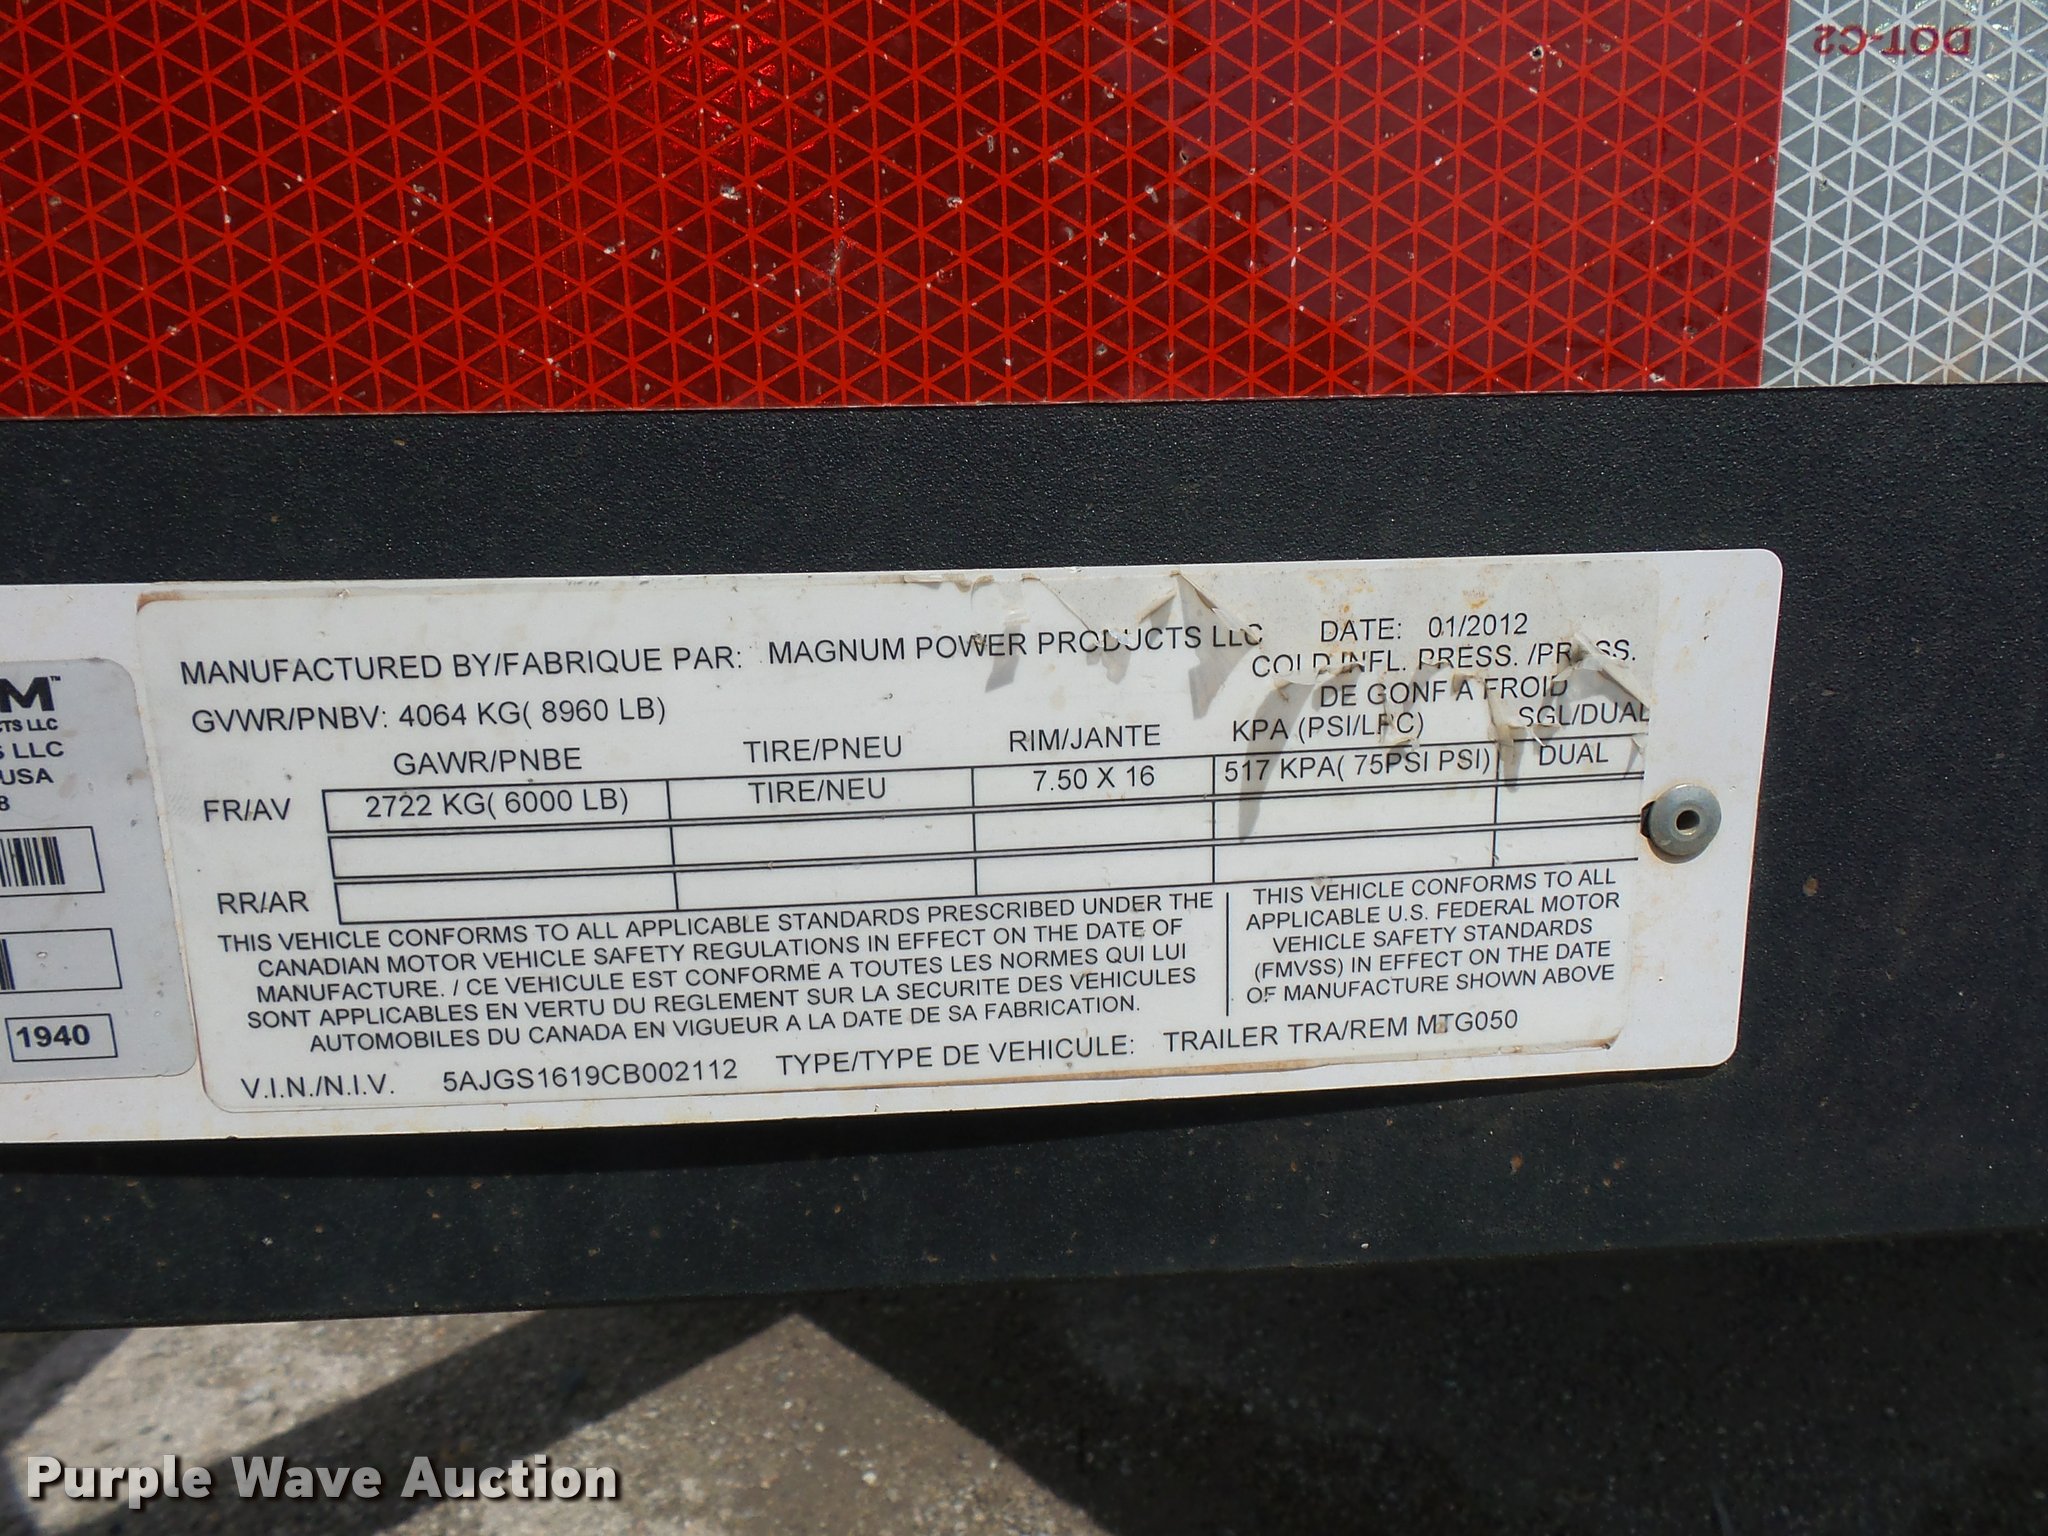 DOT-C2
M™
CTS LLC
LLC
USA
8
1940
MANUFACTURED BY/FABRIQUE PAR: MAGNUM POWER PRODUCTS LLC DATE: 01/2012
COLD INFL. PRESS. /PRESS.
DE GONF A FROID
GVWR/PNBV: 4064 KG( 8960 LB)
GAWR/PNBE TIRE/PNEU RIM/JANTE KPA (PSI/LPC) SGL/DUAL
FR/AV 2722 KG( 6000 LB) TIRE/NEU 7.50 X 16 517 KPA( 75PSI PSI) DUAL
RR/AR
THIS VEHICLE CONFORMS TO ALL APPLICABLE STANDARDS PRESCRIBED UNDER THE
CANADIAN MOTOR VEHICLE SAFETY REGULATIONS IN EFFECT ON THE DATE OF
MANUFACTURE. / CE VEHICULE EST CONFORME A TOUTES LES NORMES QUI LUI
SONT APPLICABLES EN VERTU DU REGLEMENT SUR LA SECURITE DES VEHICULES
AUTOMOBILES DU CANADA EN VIGUEUR A LA DATE DE SA FABRICATION.
THIS VEHICLE CONFORMS TO ALL
APPLICABLE U.S. FEDERAL MOTOR
VEHICLE SAFETY STANDARDS
(FMVSS) IN EFFECT ON THE DATE
OF MANUFACTURE SHOWN ABOVE
V.I.N./N.I.V. 5AJGS1619CB002112 TYPE/TYPE DE VEHICULE: TRAILER TRA/REM MTG050
Purple Wave Auction